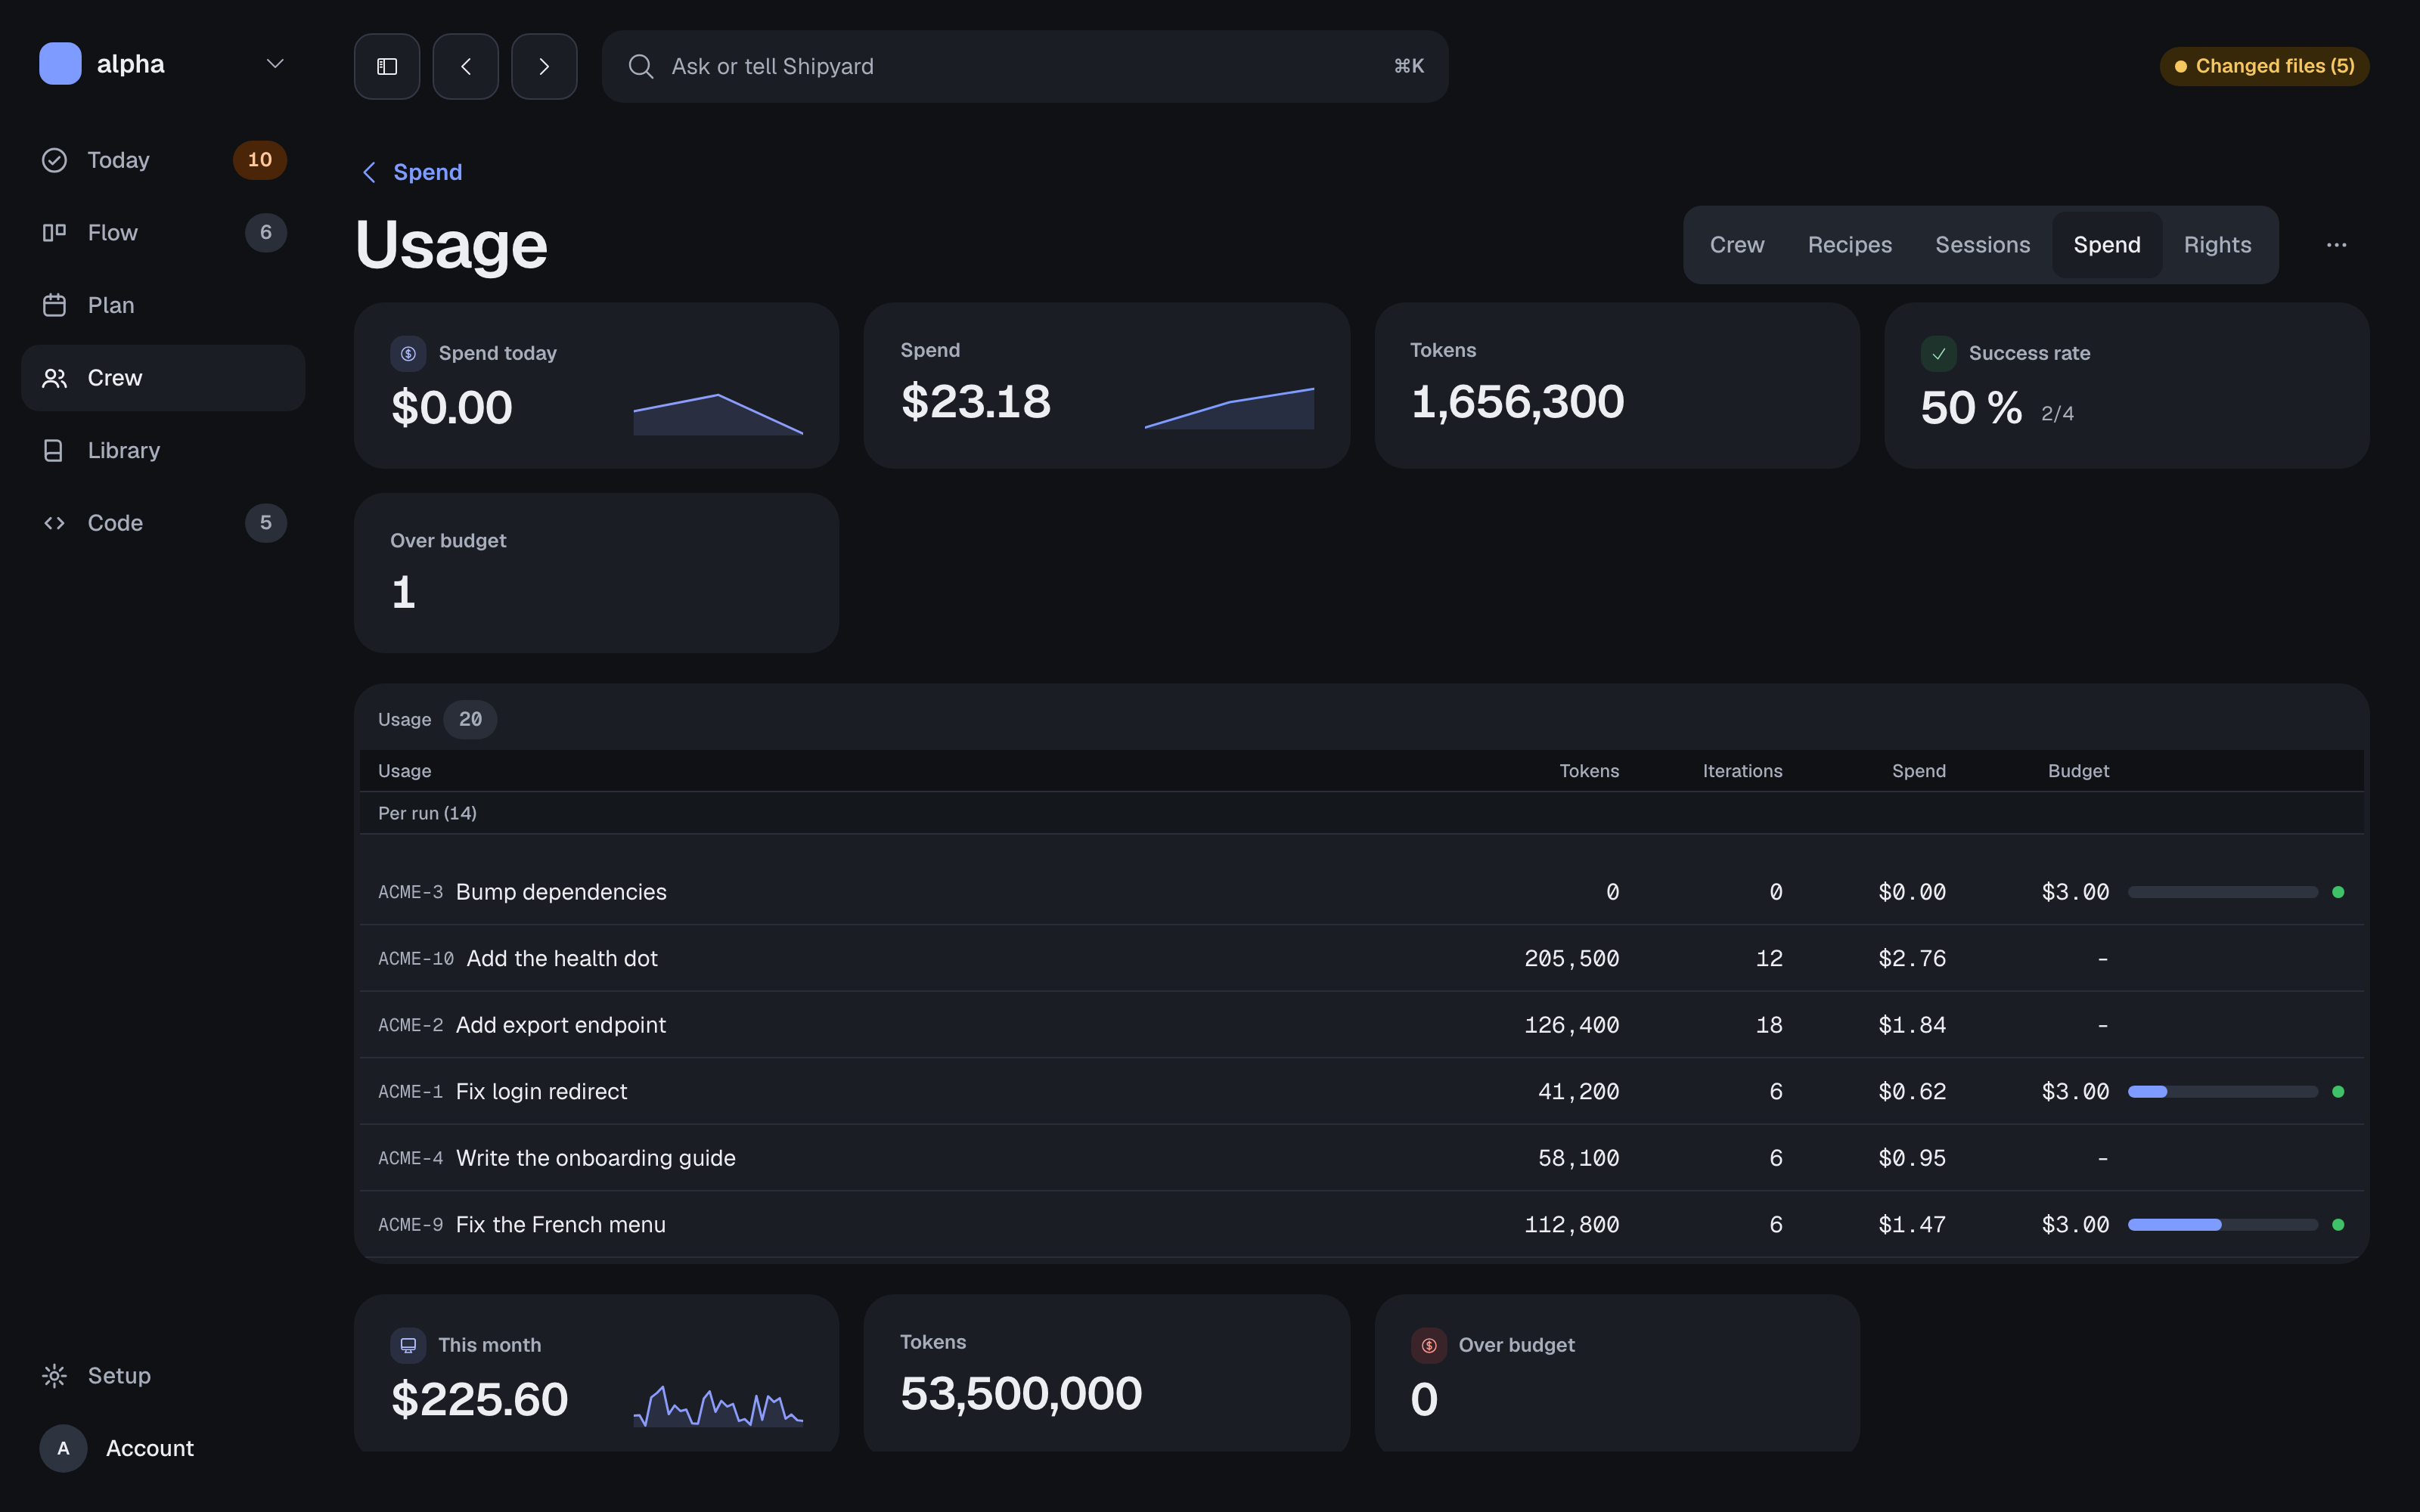 alpha
Ask or tell Shipyard ⌘K
Changed files (5)
Today 10
Flow 6
Plan
Crew
Library
Code 5
Setup
A Account
Spend
Usage
Crew Recipes Sessions Spend Rights
Spend today
$0.00
Spend
$23.18
Tokens
1,656,300
Success rate
50 % 2/4
Over budget
1
Usage 20
Usage Tokens Iterations Spend Budget
Per run (14)
ACME-3 Bump dependencies 0 0 $0.00 $3.00
ACME-10 Add the health dot 205,500 12 $2.76 -
ACME-2 Add export endpoint 126,400 18 $1.84 -
ACME-1 Fix login redirect 41,200 6 $0.62 $3.00
ACME-4 Write the onboarding guide 58,100 6 $0.95 -
ACME-9 Fix the French menu 112,800 6 $1.47 $3.00
This month
$225.60
Tokens
53,500,000
Over budget
0